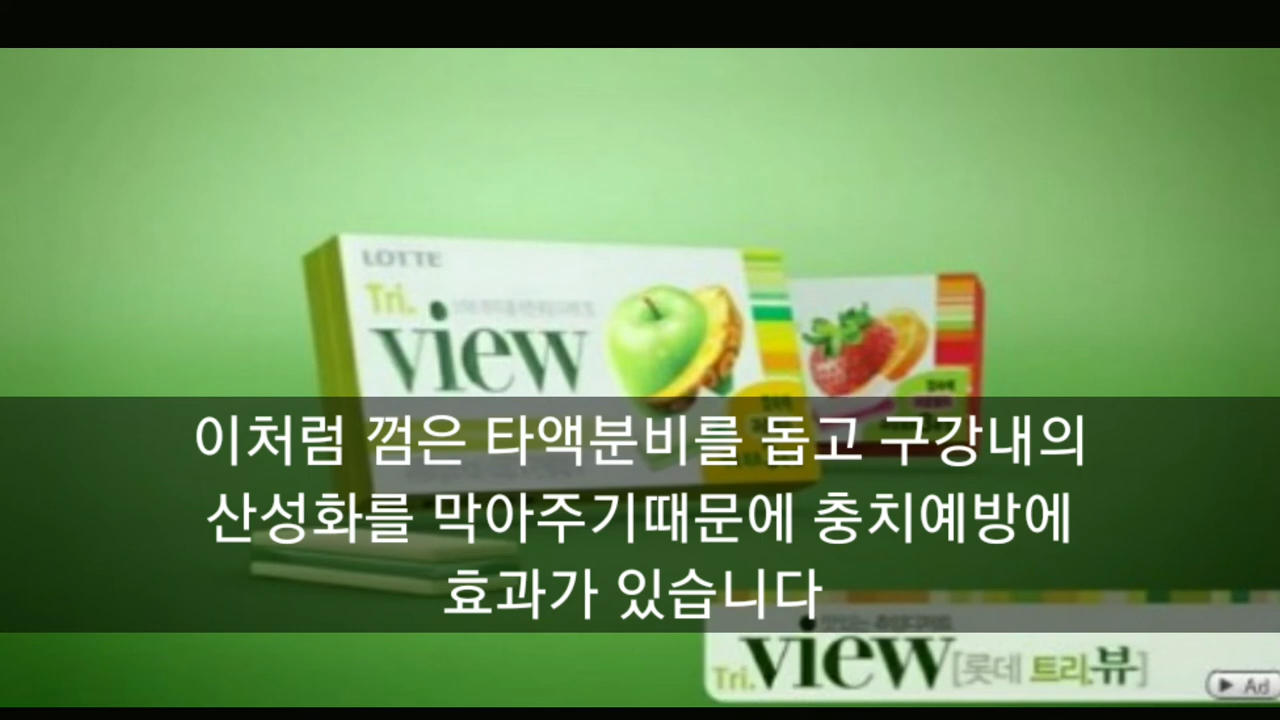 LOTTE
Tri.
view
이처럼 껌은 타액분비를 돕고 구강내의
산성화를 막아주기때문에 충치예방에
효과가 있습니다
Tri.view[롯데 트리.뷰]
Ad